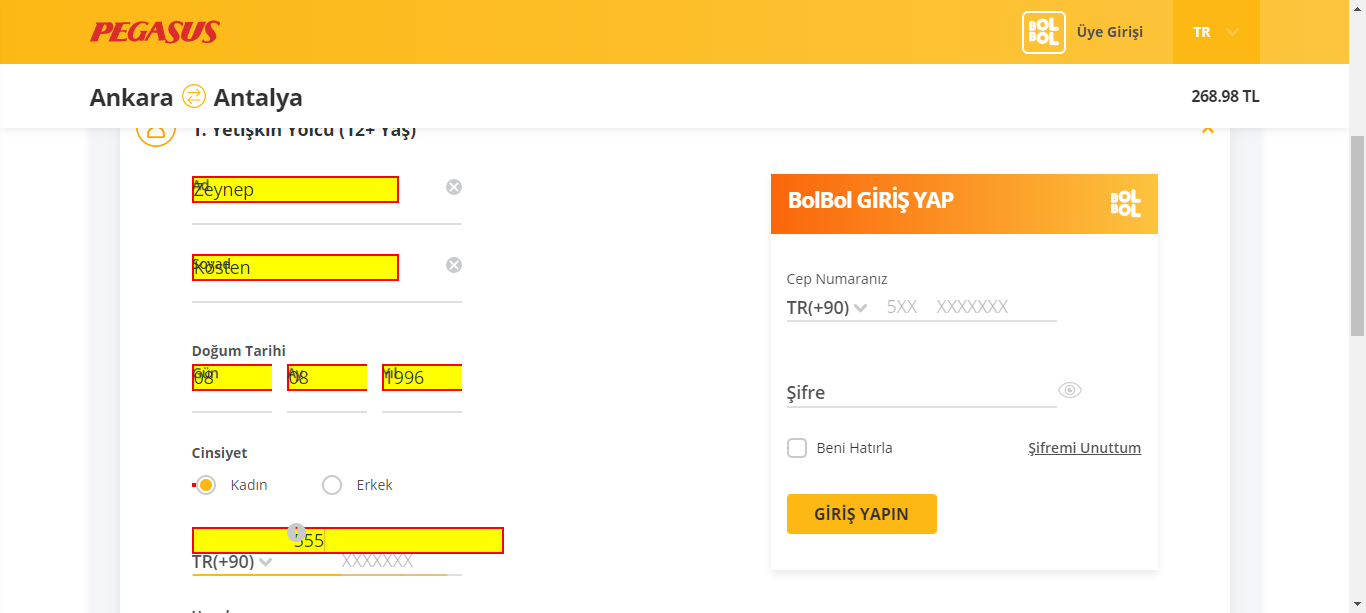 PEGASUS
BOL BOL
Üye Girişi
TR
Ankara Antalya
268.98 TL
1. Yetişkin Yolcu (12+ Yaş)
Ad
Zeynep
Soyad
Kösten
Doğum Tarihi
Gün
08
Ay
08
Yıl
1996
Cinsiyet
Kadın
Erkek
555
TR(+90) XXXXXXX
BolBol GİRİŞ YAP
BOL BOL
Cep Numaranız
TR(+90) 5XX XXXXXXX
Şifre
Beni Hatırla
Şifremi Unuttum
GİRİŞ YAPIN